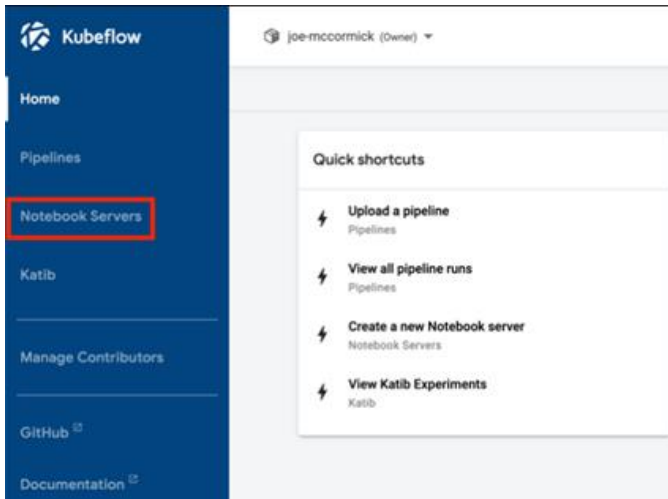 Kubeflow
joe-mccormick (Owner)
Home
Pipelines
Notebook Servers
Katib
Manage Contributors
GitHub
Documentation
Quick shortcuts
Upload a pipeline
Pipelines
View all pipeline runs
Pipelines
Create a new Notebook server
Notebook Servers
View Katib Experiments
Katib